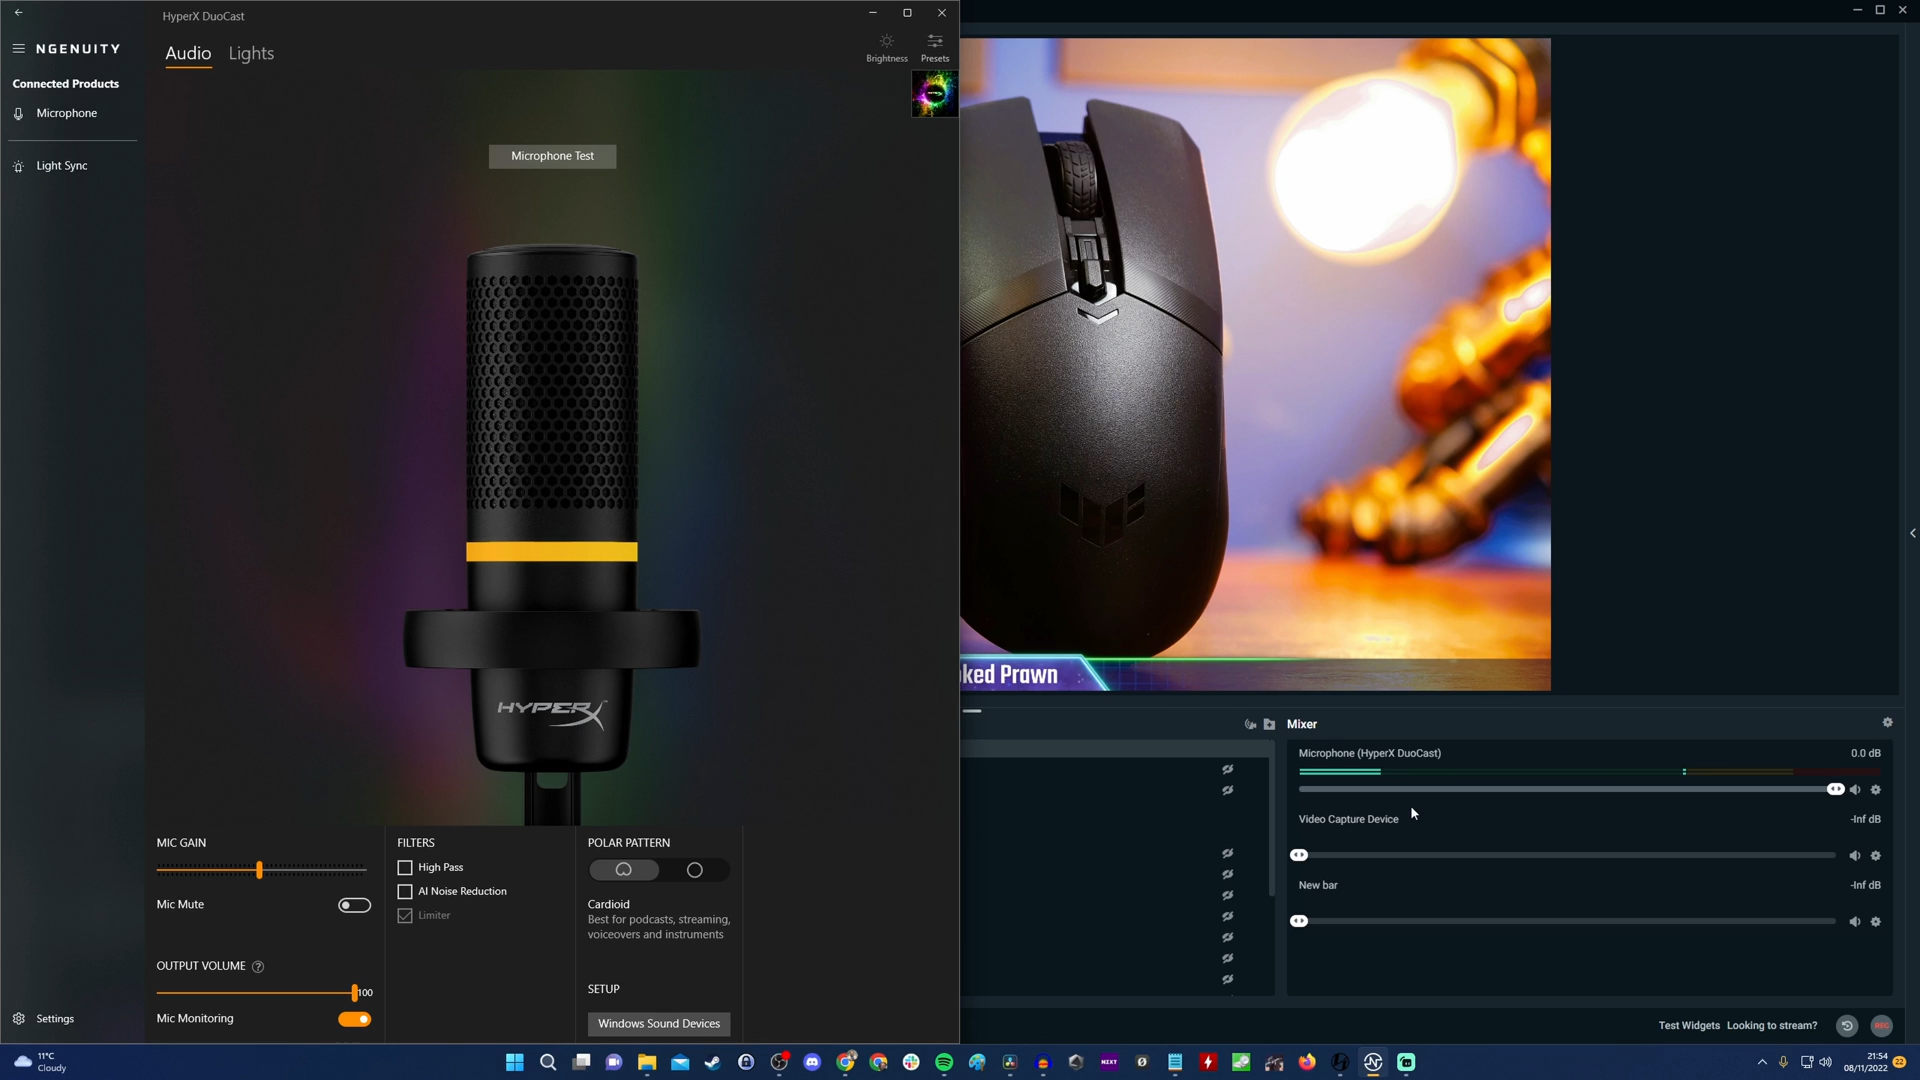 HyperX DuoCast
NGENUITY
Audio
Lights
Brightness
Presets
Connected Products
Microphone
Microphone Test
Light Sync
HYPERX
ked Prawn
Mixer
Microphone (HyperX DuoCast)
0.0 dB
Video Capture Device
-Inf dB
New bar
-Inf dB
MIC GAIN
Mic Mute
OUTPUT VOLUME
100
Mic Monitoring
FILTERS
High Pass
AI Noise Reduction
Limiter
POLAR PATTERN
Cardioid
Best for podcasts, streaming,
voiceovers and instruments
SETUP
Windows Sound Devices
Settings
Test Widgets
Looking to stream?
REC
11°C
Cloudy
NZXT
21:54
08/11/2022
22